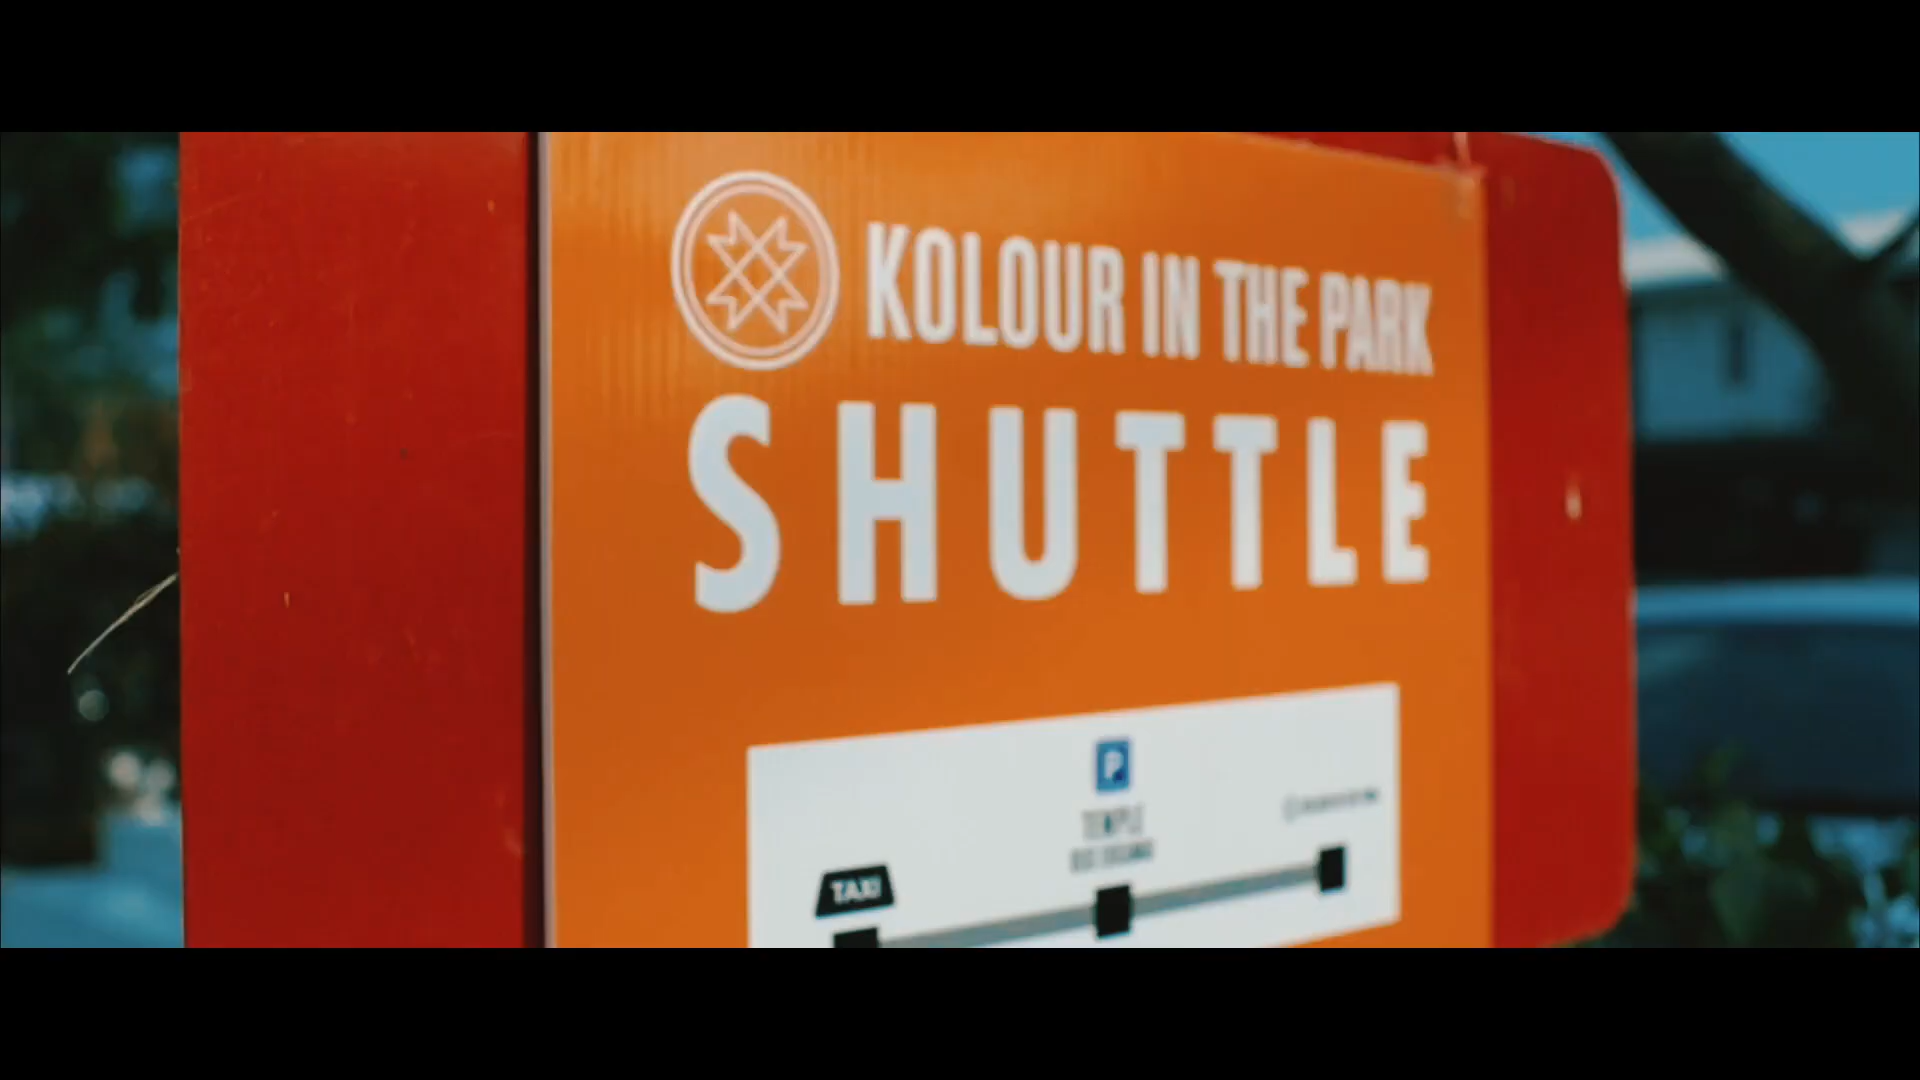 KOLOUR IN THE PARK
SHUTTLE
P
TEMPLE
TAXI